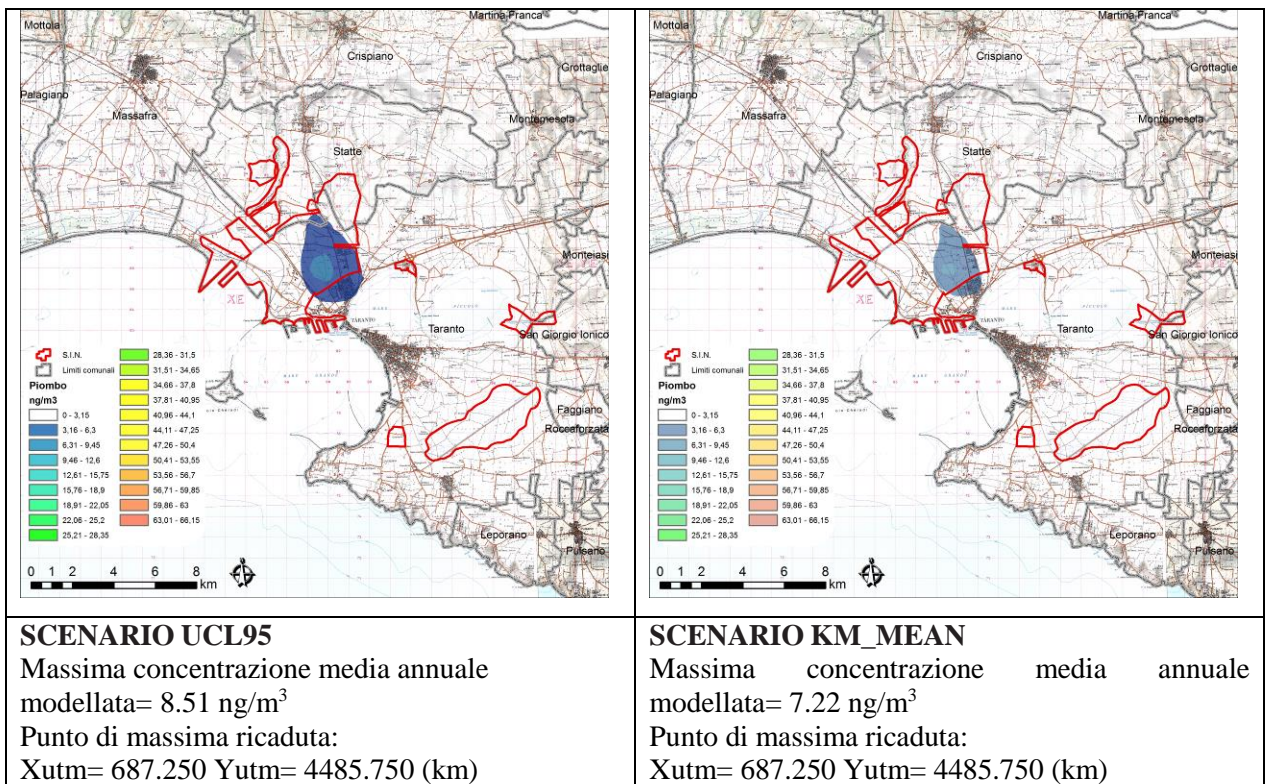 Mottola
Martina Franca
Crispiano
Grottaglie
Palagiano
Massafra
Montemesola
Statte
Monteiasi
XE
TARANTO
Taranto
San Giorgio Ionico
MARE GRANDE
Faggiano
Roccaforzata
Leporano
Pulsano
S.I.N.
Limiti comunali
Piombo
ng/m3
0 - 3,15
3,16 - 6,3
6,31 - 9,45
9,46 - 12,6
12,61 - 15,75
15,76 - 18,9
18,91 - 22,05
22,06 - 25,2
25,21 - 28,35
28,36 - 31,5
31,51 - 34,65
34,66 - 37,8
37,81 - 40,95
40,96 - 44,1
44,11 - 47,25
47,26 - 50,4
50,41 - 53,55
53,56 - 56,7
56,71 - 59,85
59,86 - 63
63,01 - 66,15
0 1 2 4 6 8
km
Mottola
Martina Franca
Crispiano
Grottaglie
Palagiano
Massafra
Montemesola
Statte
Monteiasi
XE
TARANTO
Taranto
San Giorgio Ionico
MARE GRANDE
Faggiano
Roccaforzata
Leporano
Pulsano
S.I.N.
Limiti comunali
Piombo
ng/m3
0 - 3,15
3,16 - 6,3
6,31 - 9,45
9,46 - 12,6
12,61 - 15,75
15,76 - 18,9
18,91 - 22,05
22,06 - 25,2
25,21 - 28,35
28,36 - 31,5
31,51 - 34,65
34,66 - 37,8
37,81 - 40,95
40,96 - 44,1
44,11 - 47,25
47,26 - 50,4
50,41 - 53,55
53,56 - 56,7
56,71 - 59,85
59,86 - 63
63,01 - 66,15
0 1 2 4 6 8
km
SCENARIO UCL95
Massima concentrazione media annuale
modellata= 8.51 ng/m³
Punto di massima ricaduta:
Xutm= 687.250 Yutm= 4485.750 (km)
SCENARIO KM_MEAN
Massima concentrazione media annuale
modellata= 7.22 ng/m³
Punto di massima ricaduta:
Xutm= 687.250 Yutm= 4485.750 (km)